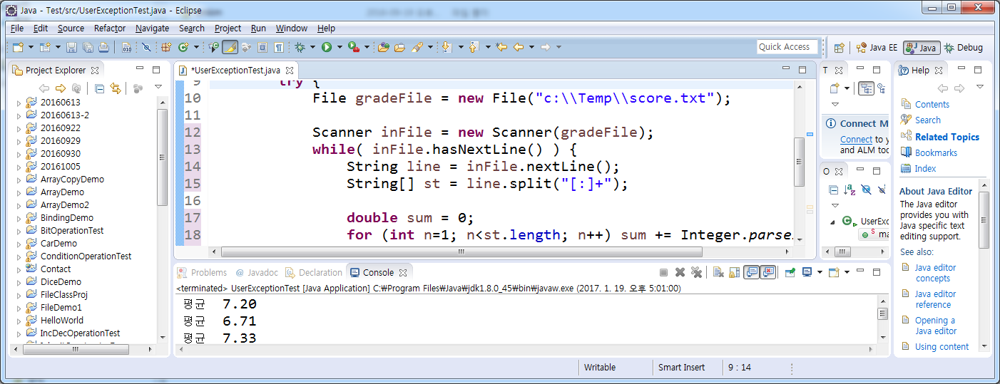 Java - Test/src/UserExceptionTest.java - Eclipse
File Edit Source Refactor Navigate Search Project Run Window Help
Quick Access
Java EE
Java
Debug
Project Explorer
20160613
20160613-2
20160922
20160929
20160930
20161005
ArrayCopyDemo
ArrayDemo
ArrayDemo2
BindingDemo
BitOperationTest
CarDemo
ConditionOperationTest
Contact
DiceDemo
FileClassProj
FileDemo1
HelloWorld
IncDecOperationTest
*UserExceptionTest.java
9 try {
10 File gradeFile = new File("c:\\Temp\\score.txt");
11
12 Scanner inFile = new Scanner(gradeFile);
13 while( inFile.hasNextLine() ) {
14 String line = inFile.nextLine();
15 String[] st = line.split("[:]+");
16
17 double sum = 0;
18 for (int n=1; n<st.length; n++) sum += Integer.parse
Problems @ Javadoc Declaration Console
<terminated> UserExceptionTest [Java Application] C:₩Program Files₩Java₩jdk1.8.0_45₩bin₩javaw.exe (2017. 1. 19. 오후 5:01:00)
평균 7.20
평균 6.71
평균 7.33
T
Connect M
Connect to y
and ALM too
O
UserExc
ma
Help
Contents
Search
Related Topics
Bookmarks
Index
About Java Editor
The Java editor
provides you with
Java specific text
editing support.
See also:
Java editor
concepts
Java editor
reference
Opening a
Java editor
Using content
Writable
Smart Insert
9 : 14